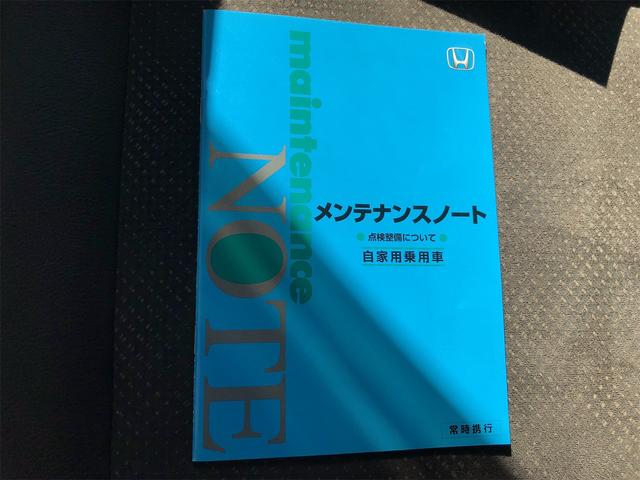 maintenance
NOTE
メンテナンスノート
● 点検整備について ●
自家用乗用車
常時携行